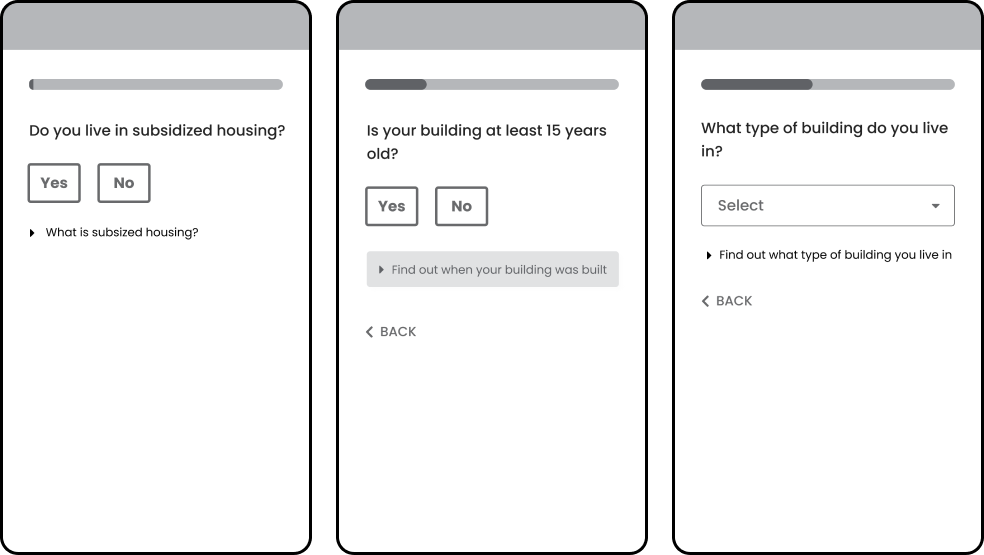 Do you live in subsidized housing?
Yes No
What is subsized housing?
Is your building at least 15 years
old?
Yes No
Find out when your building was built
BACK
What type of building do you live
in?
Select
Find out what type of building you live in
BACK